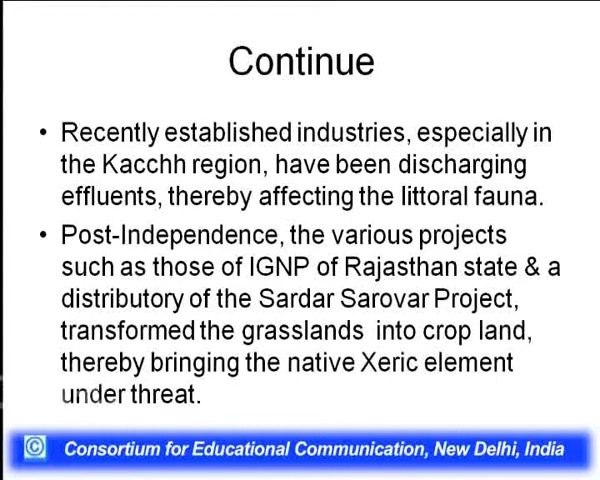 Continue
• Recently established industries, especially in
the Kacchh region, have been discharging
effluents, thereby affecting the littoral fauna.
• Post-Independence, the various projects
such as those of IGNP of Rajasthan state & a
distributory of the Sardar Sarovar Project,
transformed the grasslands into crop land,
thereby bringing the native Xeric element
under threat.
© Consortium for Educational Communication, New Delhi, India